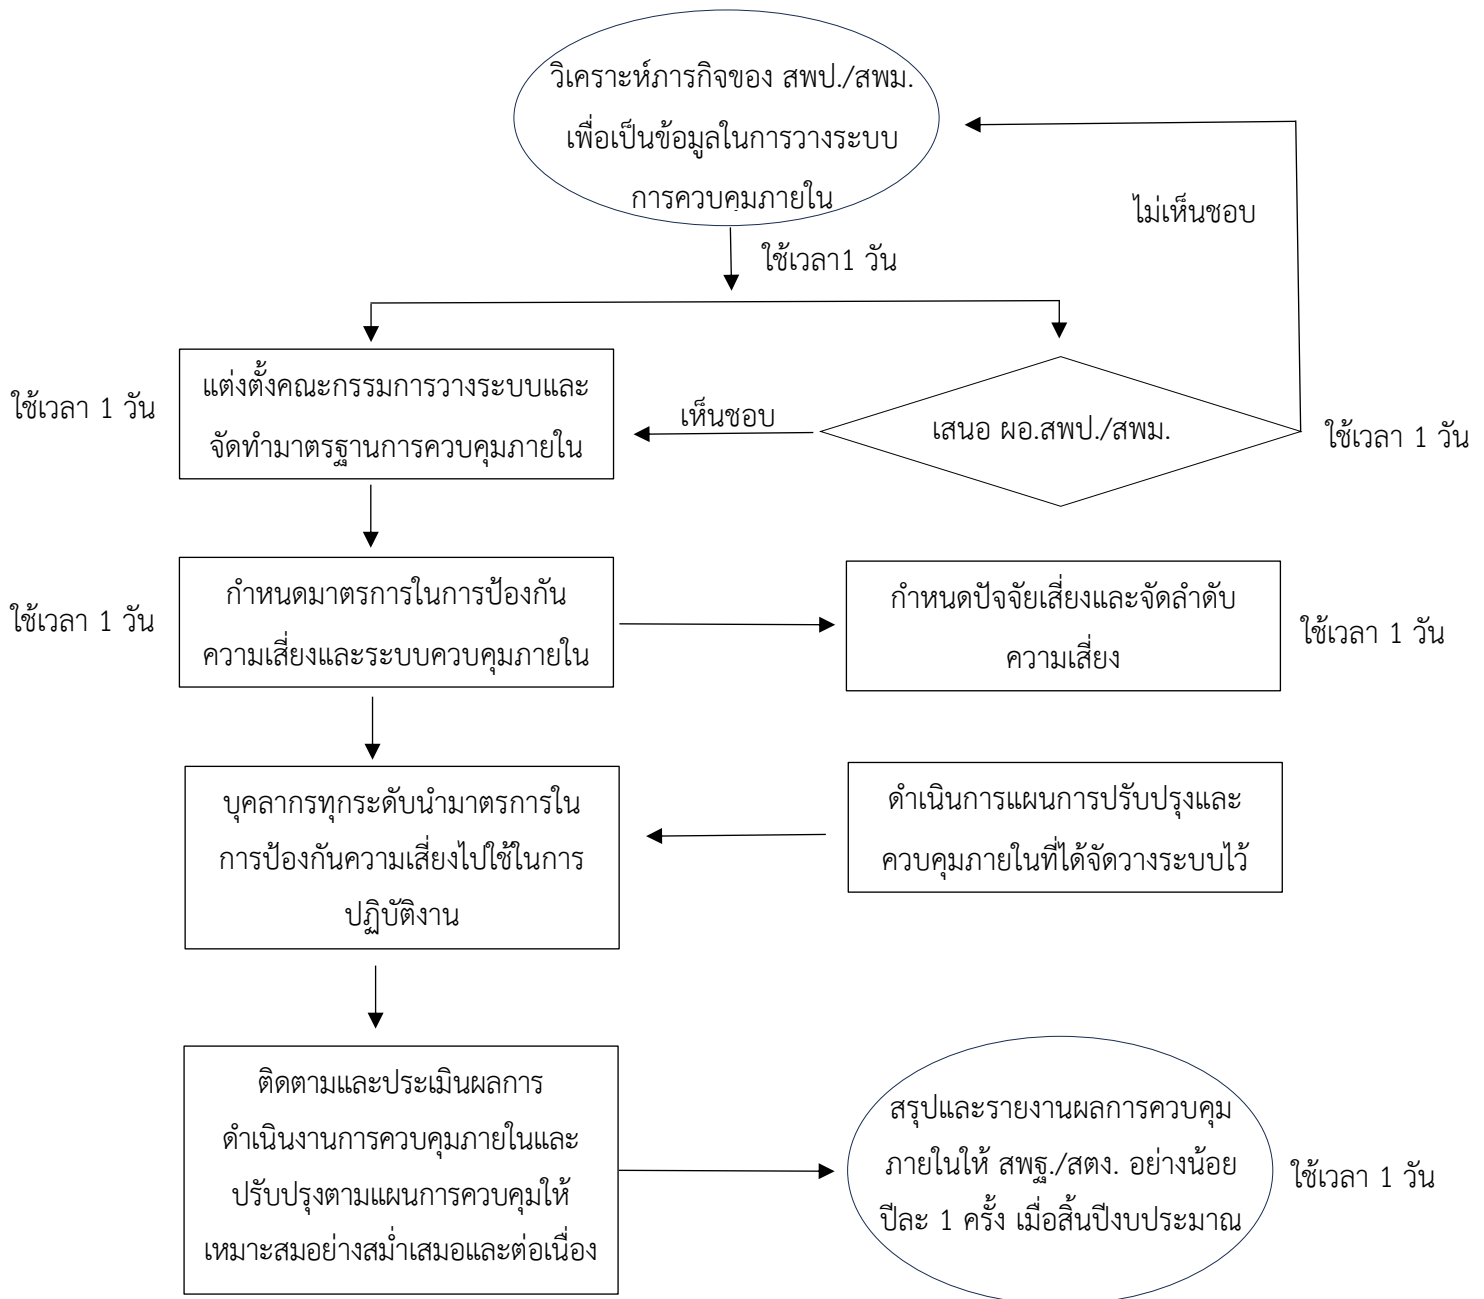 วิเคราะห์ภารกิจของ สพป./สพม.
เพื่อเป็นข้อมูลในการวางระบบ
การควบคุมภายใน
ไม่เห็นชอบ
ใช้เวลา1 วัน
ใช้เวลา 1 วัน
แต่งตั้งคณะกรรมการวางระบบและ
จัดทำมาตรฐานการควบคุมภายใน
เห็นชอบ
เสนอ ผอ.สพป./สพม.
ใช้เวลา 1 วัน
ใช้เวลา 1 วัน
กำหนดมาตรการในการป้องกัน
ความเสี่ยงและระบบควบคุมภายใน
กำหนดปัจจัยเสี่ยงและจัดลำดับ
ความเสี่ยง
ใช้เวลา 1 วัน
บุคลากรทุกระดับนำมาตรการใน
การป้องกันความเสี่ยงไปใช้ในการ
ปฏิบัติงาน
ดำเนินการแผนการปรับปรุงและ
ควบคุมภายในที่ได้จัดวางระบบไว้
ติดตามและประเมินผลการ
ดำเนินงานการควบคุมภายในและ
ปรับปรุงตามแผนการควบคุมให้
เหมาะสมอย่างสม่ำเสมอและต่อเนื่อง
สรุปและรายงานผลการควบคุม
ภายในให้ สพฐ./สตง. อย่างน้อย
ปีละ 1 ครั้ง เมื่อสิ้นปีงบประมาณ
ใช้เวลา 1 วัน